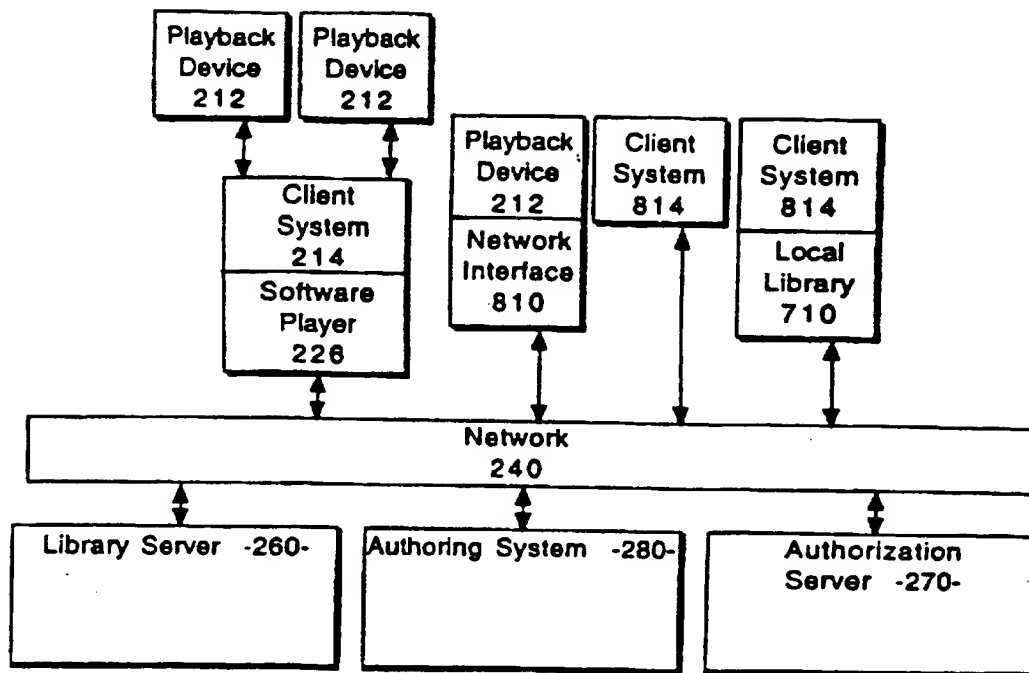 Playback
Device
212
Playback
Device
212
Client
System
214
Software
Player
226
Playback
Device
212
Network
Interface
810
Client
System
814
Client
System
814
Local
Library
710
Network
240
Library Server -260-
Authoring System -280-
Authorization
Server -270-